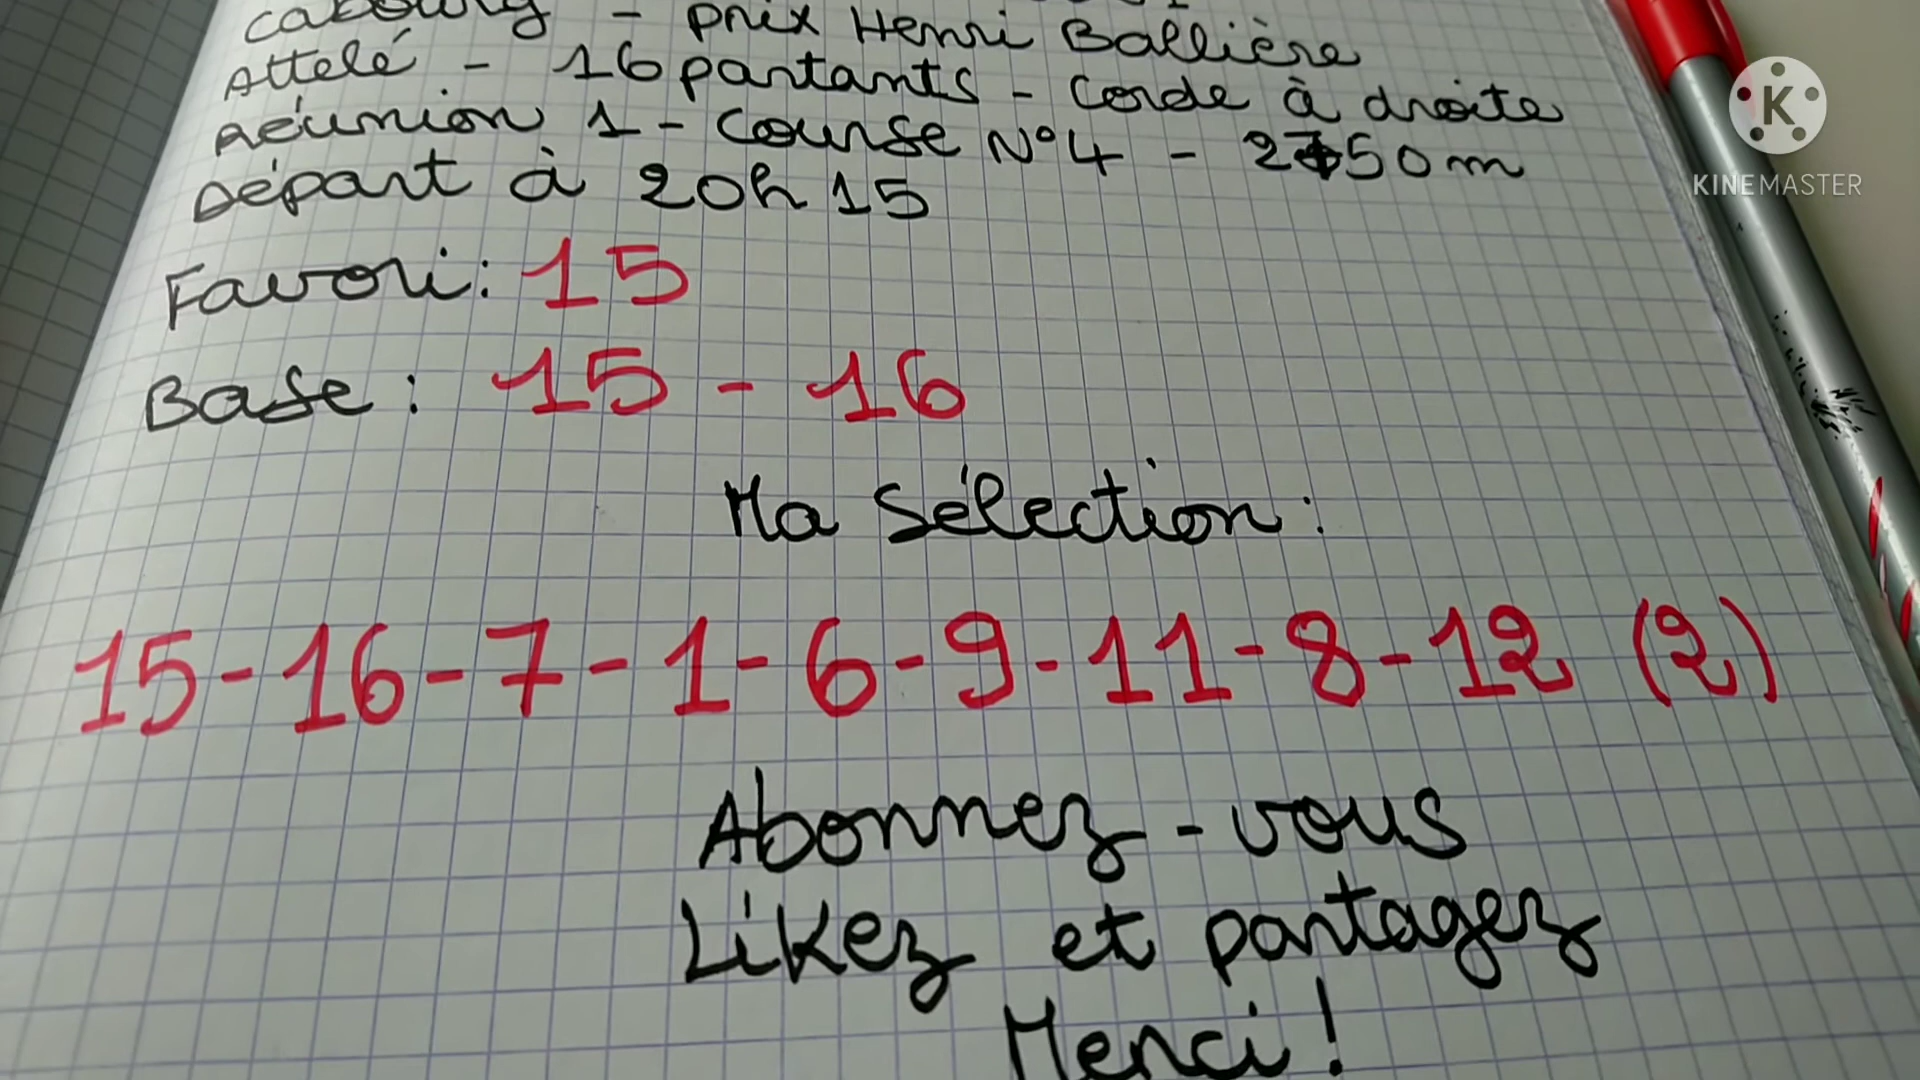 Cabourg - Prix Henri Ballière
Attelé - 16 partants - Corde à droite
Réunion 1 - Course N°4 - 2750m
Départ à 20h15
Favori : 15
Base : 15 - 16
Ma Sélection :
15 - 16 - 7 - 1 - 6 - 9 - 11 - 8 - 12 (2)
Abonnez-vous
Likez et partagez
Merci !
K
KINEMASTER